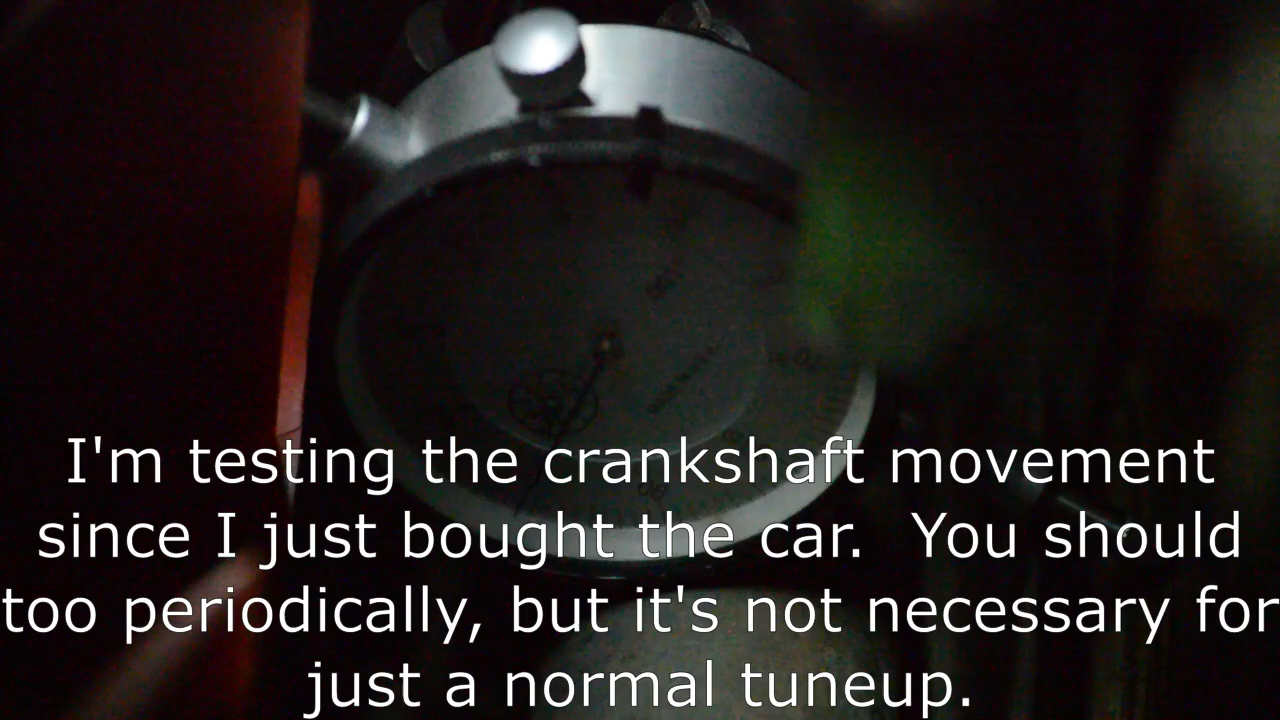 I'm testing the crankshaft movement
since I just bought the car.  You should
too periodically, but it's not necessary for
just a normal tuneup.